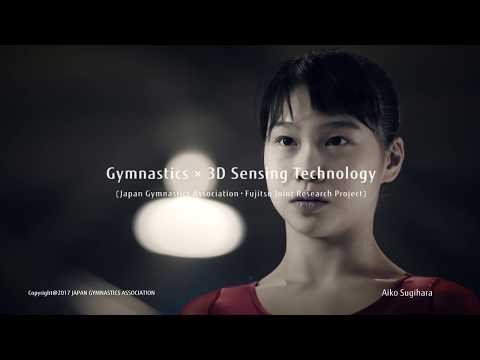 Gymnastics × 3D Sensing Technology
(Japan Gymnastics Association・Fujitsu Joint Research Project)
Copyright@2017 JAPAN GYMNASTICS ASSOCIATION
Aiko Sugihara